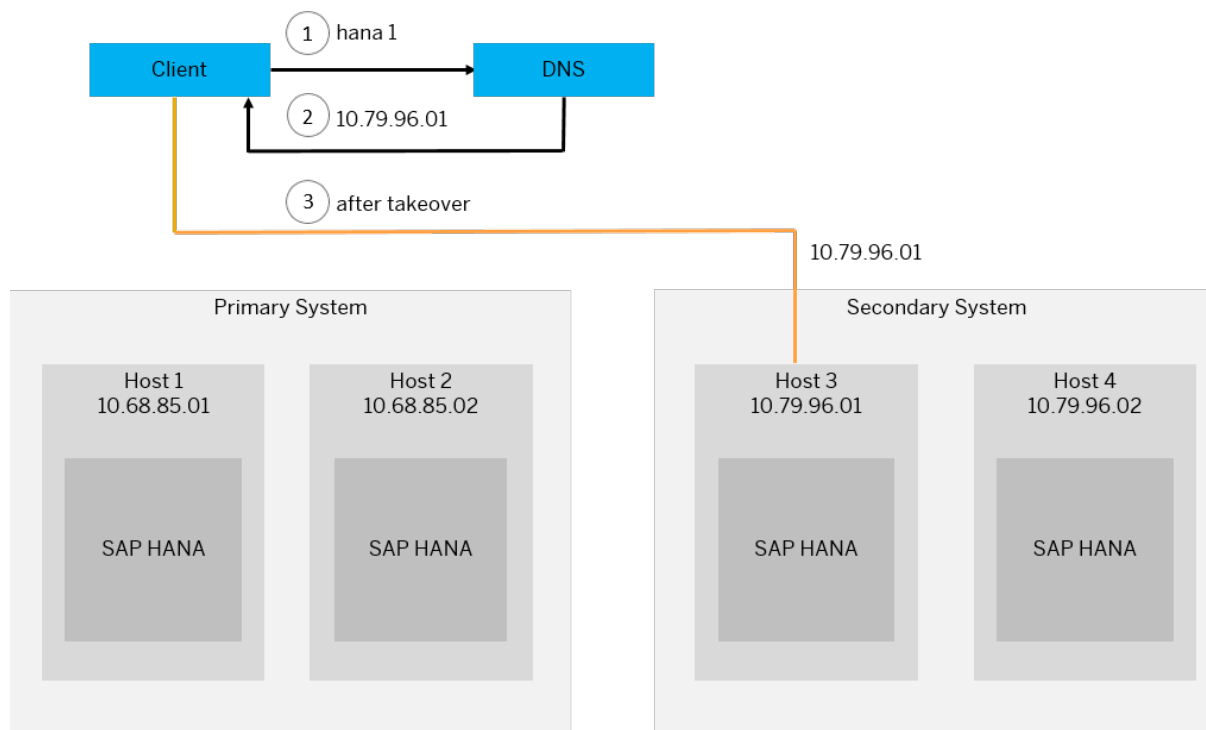 1 hana 1
Client
DNS
2 10.79.96.01
3 after takeover
10.79.96.01
Primary System
Secondary System
Host 1
10.68.85.01
Host 2
10.68.85.02
Host 3
10.79.96.01
Host 4
10.79.96.02
SAP HANA
SAP HANA
SAP HANA
SAP HANA